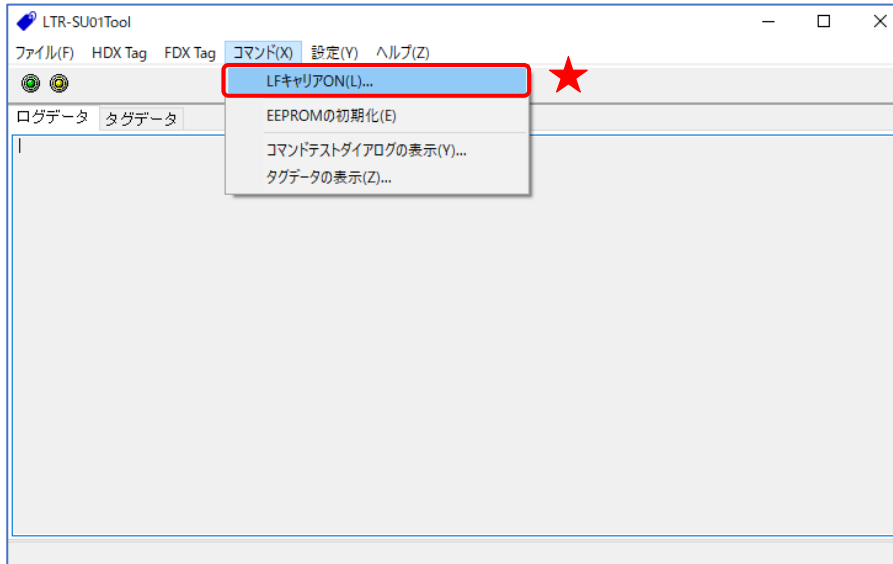 LTR-SU01Tool
ファイル(F) HDX Tag FDX Tag コマンド(X) 設定(Y) ヘルプ(Z)
LFキャリアON(L)...
ログデータ タグデータ
EEPROMの初期化(E)
コマンドテストダイアログの表示(Y)...
タグデータの表示(Z)...